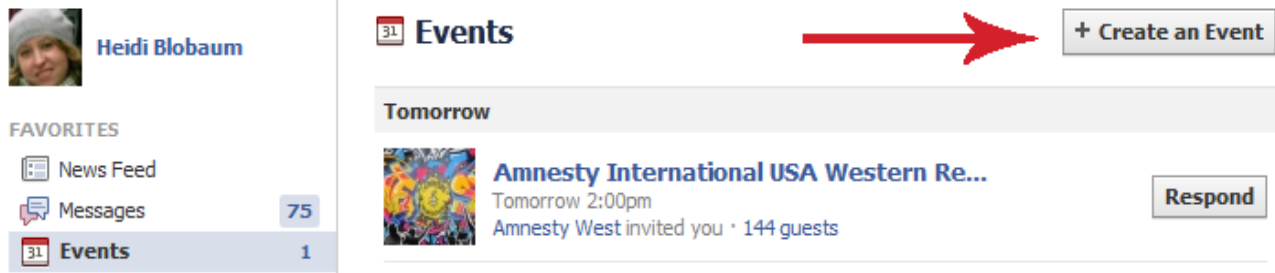 Heidi Blobaum
FAVORITES
News Feed
Messages 75
31 Events 1
31 Events
+ Create an Event
Tomorrow
Amnesty International USA Western Re...
Tomorrow 2:00pm
Amnesty West invited you · 144 guests
Respond